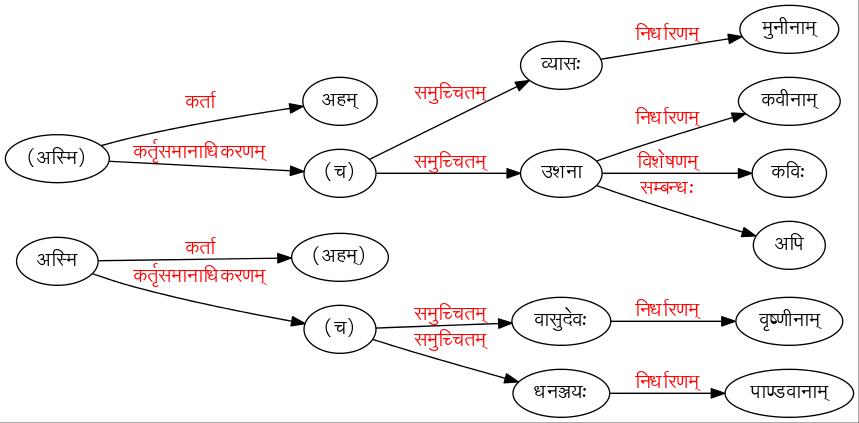 निर्धारणम् मुनीनाम्
व्यासः
कर्ता अहम् समुच्चितम् निर्धारणम् कवीनाम्
(अस्मि) कर्तृसमानाधिकरणम् (च) समुच्चितम् उशना विशेषणम् कविः
सम्बन्धः
अपि
अस्मि कर्ता (अहम्)
कर्तृसमानाधिकरणम्
(च) समुच्चितम् वासुदेवः निर्धारणम् वृष्णीनाम्
समुच्चितम्
धनञ्जयः निर्धारणम् पाण्डवानाम्